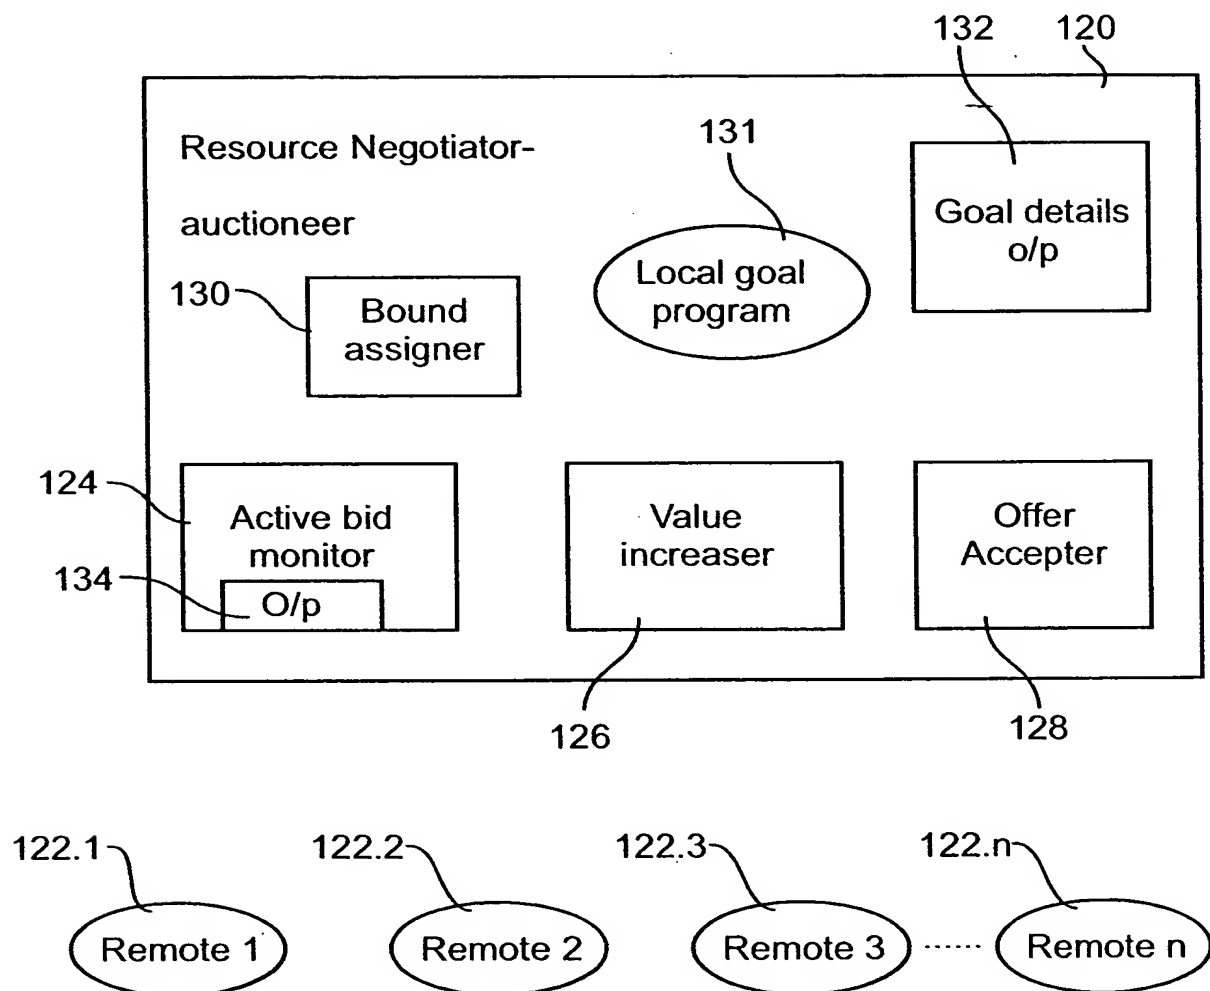 132
120
Resource Negotiator-
auctioneer
131
Goal details
o/p
Local goal
program
130
Bound
assigner
124
Active bid
monitor
134
O/p
Value
increaser
Offer
Accepter
126
128
122.1
122.2
122.3
122.n
Remote 1
Remote 2
Remote 3
......
Remote n